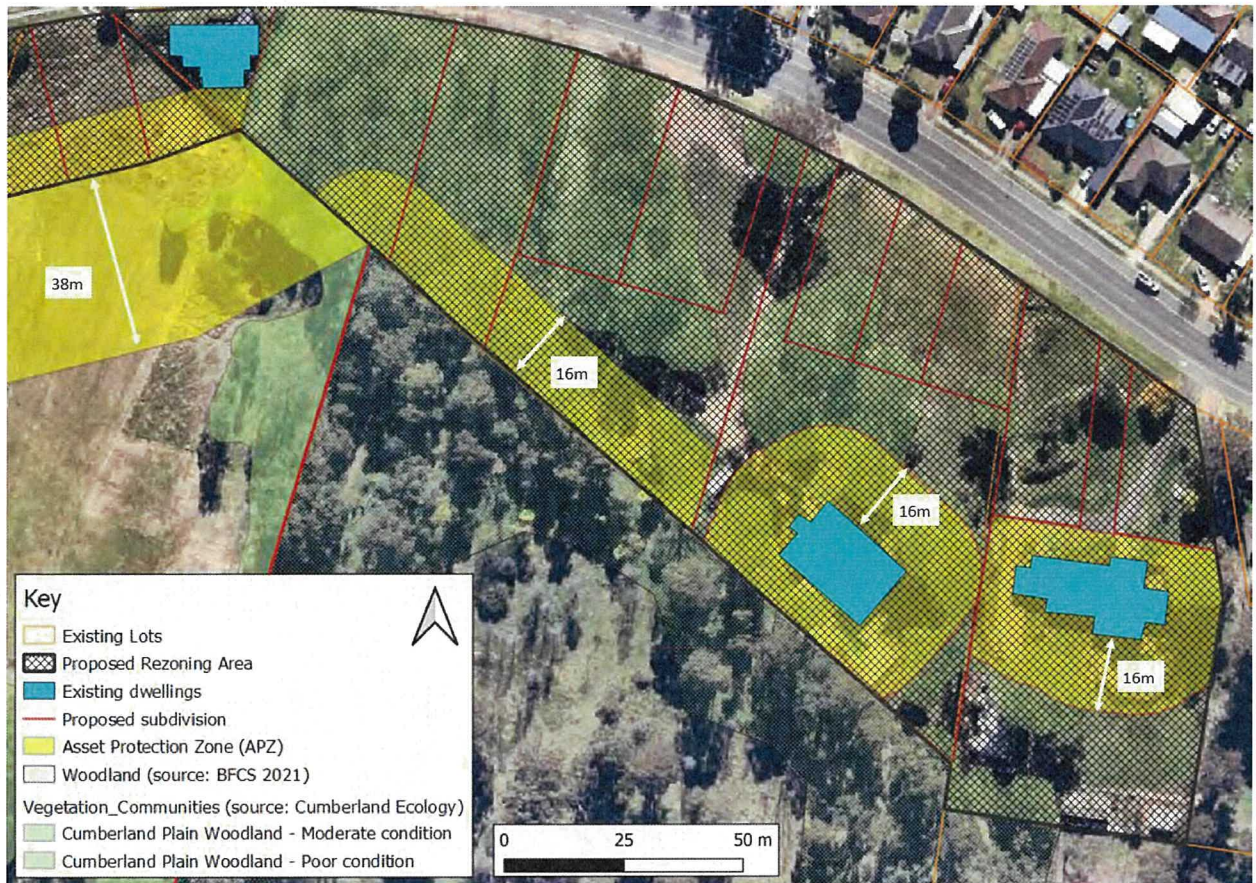 38m
16m
16m
16m
Key
Existing Lots
Proposed Rezoning Area
Existing dwellings
Proposed subdivision
Asset Protection Zone (APZ)
Woodland (source: BFCS 2021)
Vegetation_Communities (source: Cumberland Ecology)
Cumberland Plain Woodland - Moderate condition
Cumberland Plain Woodland - Poor condition
0 25 50 m